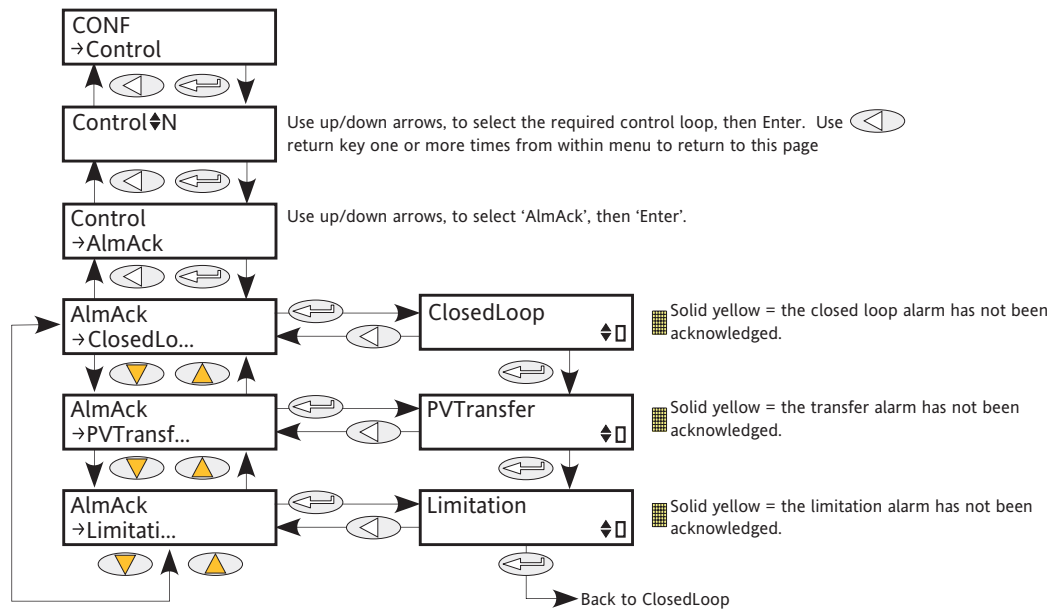 CONF
→Control
Control♦N
Use up/down arrows, to select the required control loop, then Enter. Use
return key one or more times from within menu to return to this page
Control
→AlmAck
Use up/down arrows, to select ‘AlmAck’, then ‘Enter’.
AlmAck
→ClosedLo...
ClosedLoop
Solid yellow = the closed loop alarm has not been
acknowledged.
AlmAck
→PVTransf...
PVTransfer
Solid yellow = the transfer alarm has not been
acknowledged.
AlmAck
→Limitati...
Limitation
Solid yellow = the limitation alarm has not been
acknowledged.
Back to ClosedLoop